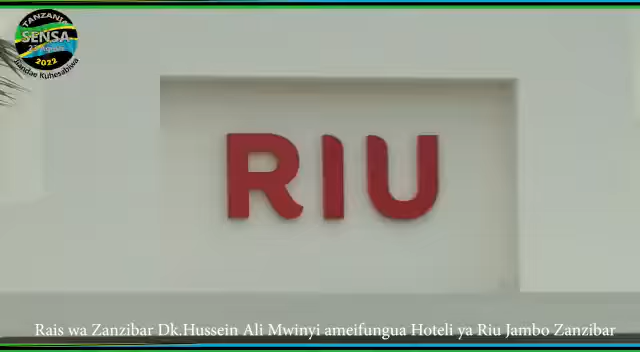 TANZANIA
SENSA
2022
Jiandae Kuhesabiwa
RIU
Rais wa Zanzibar Dk.Hussein Ali Mwinyi ameifungua Hoteli ya Riu Jambo Zanzibar